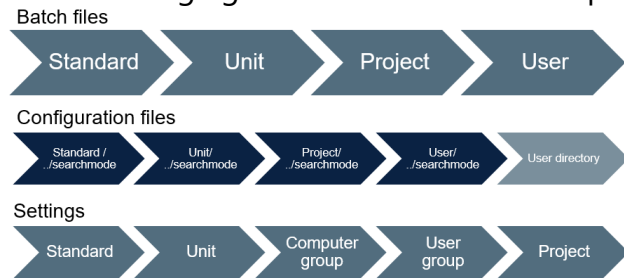 Batch files
Standard Unit Project User
Configuration files
Standard / ../searchmode Unit/ ../searchmode Project/ ../searchmode User/ ../searchmode User directory
Settings
Standard Unit Computer group User group Project